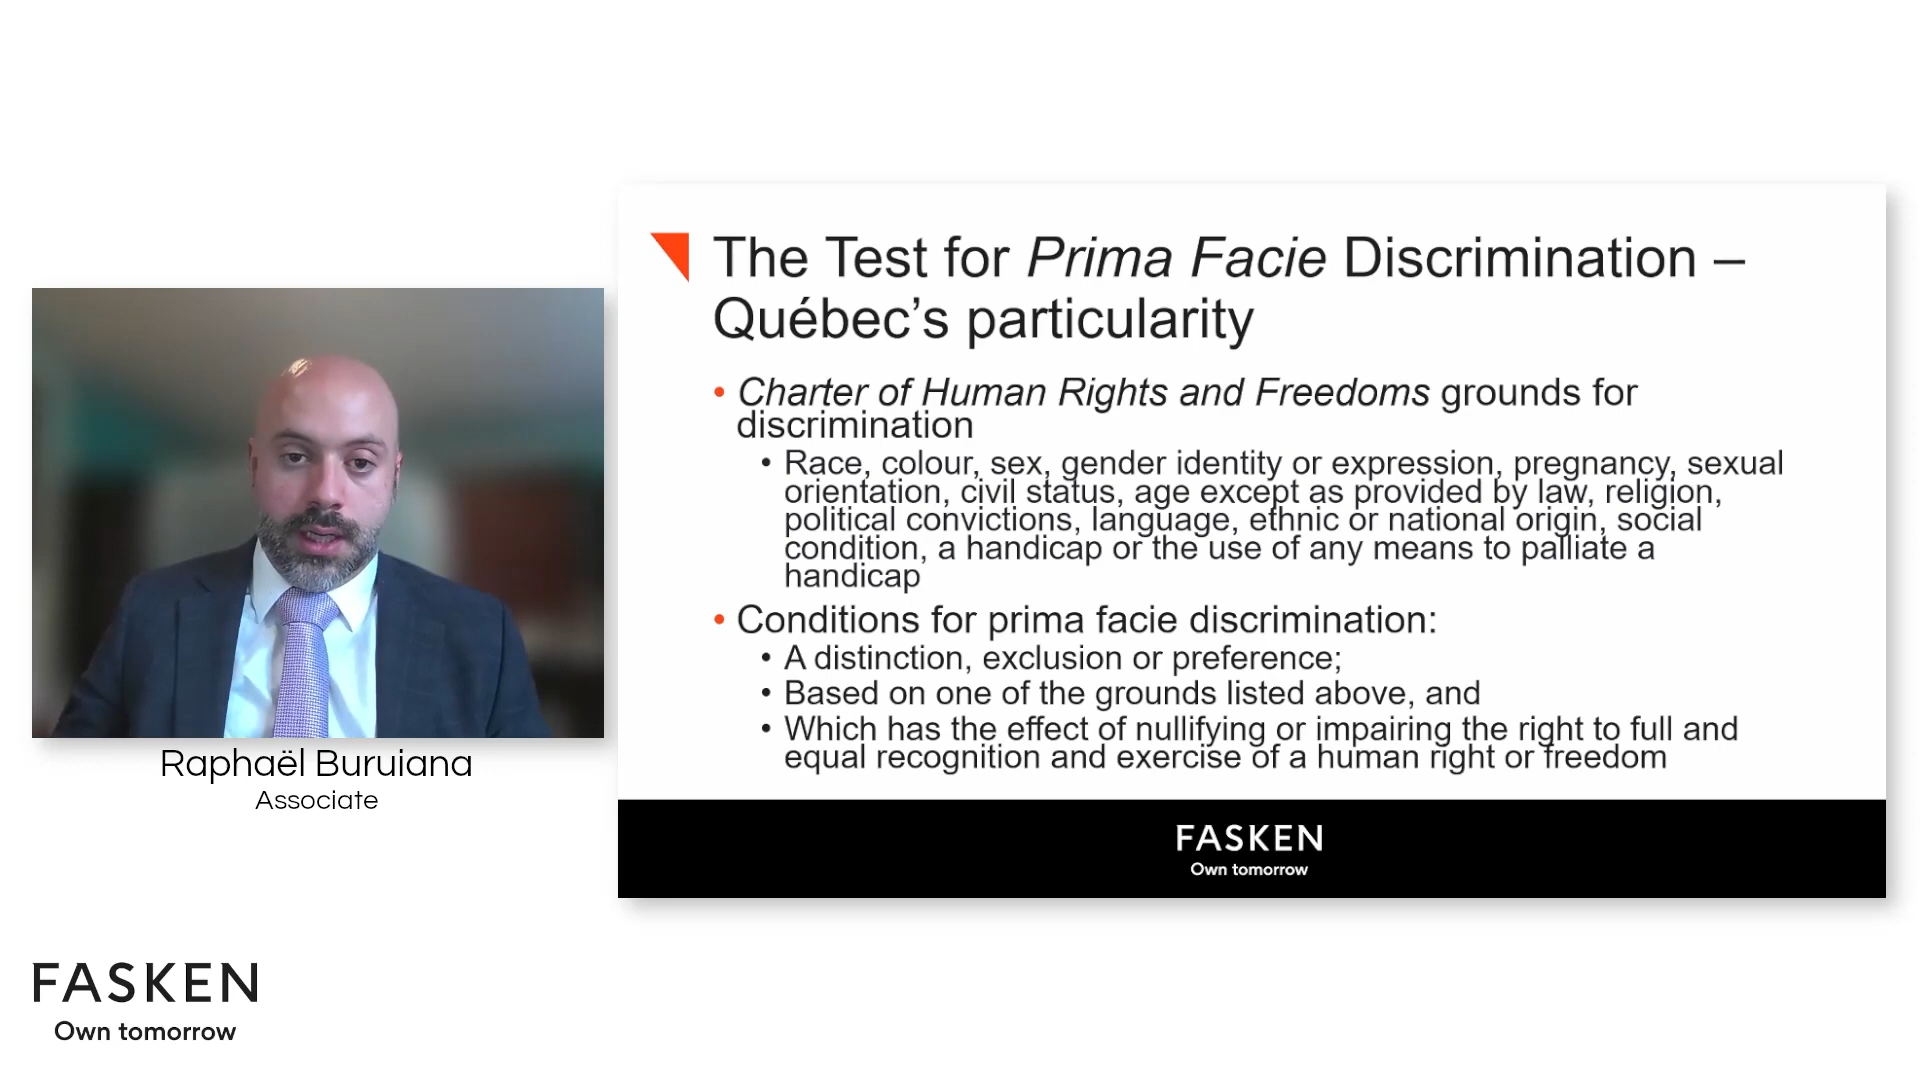 The Test for Prima Facie Discrimination –
Québec’s particularity
• Charter of Human Rights and Freedoms grounds for
discrimination
• Race, colour, sex, gender identity or expression, pregnancy, sexual
orientation, civil status, age except as provided by law, religion,
political convictions, language, ethnic or national origin, social
condition, a handicap or the use of any means to palliate a
handicap
• Conditions for prima facie discrimination:
• A distinction, exclusion or preference;
• Based on one of the grounds listed above, and
• Which has the effect of nullifying or impairing the right to full and
equal recognition and exercise of a human right or freedom
FASKEN
Own tomorrow
Raphaël Buruiana
Associate
FASKEN
Own tomorrow